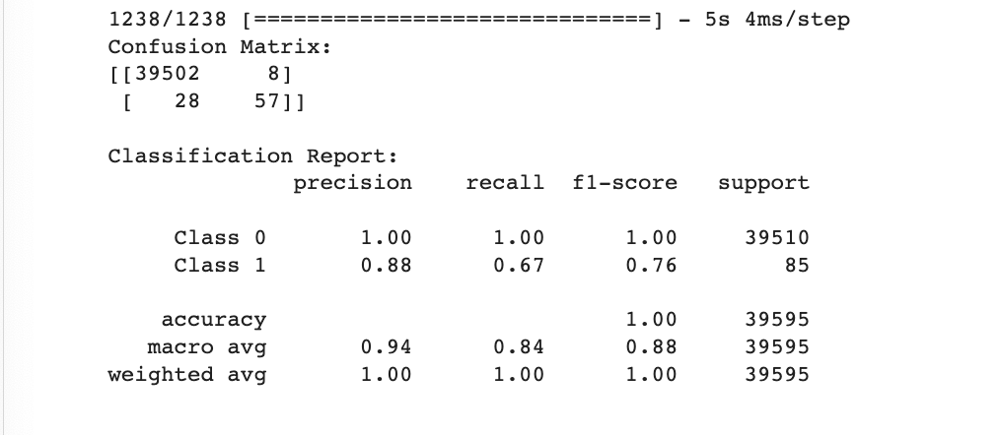 1238/1238 [==============================] - 5s 4ms/step
Confusion Matrix:
[[39502     8]
 [   28    57]]
Classification Report:
              precision    recall  f1-score   support
     Class 0       1.00      1.00      1.00     39510
     Class 1       0.88      0.67      0.76        85
    accuracy                           1.00     39595
   macro avg       0.94      0.84      0.88     39595
weighted avg       1.00      1.00      1.00     39595